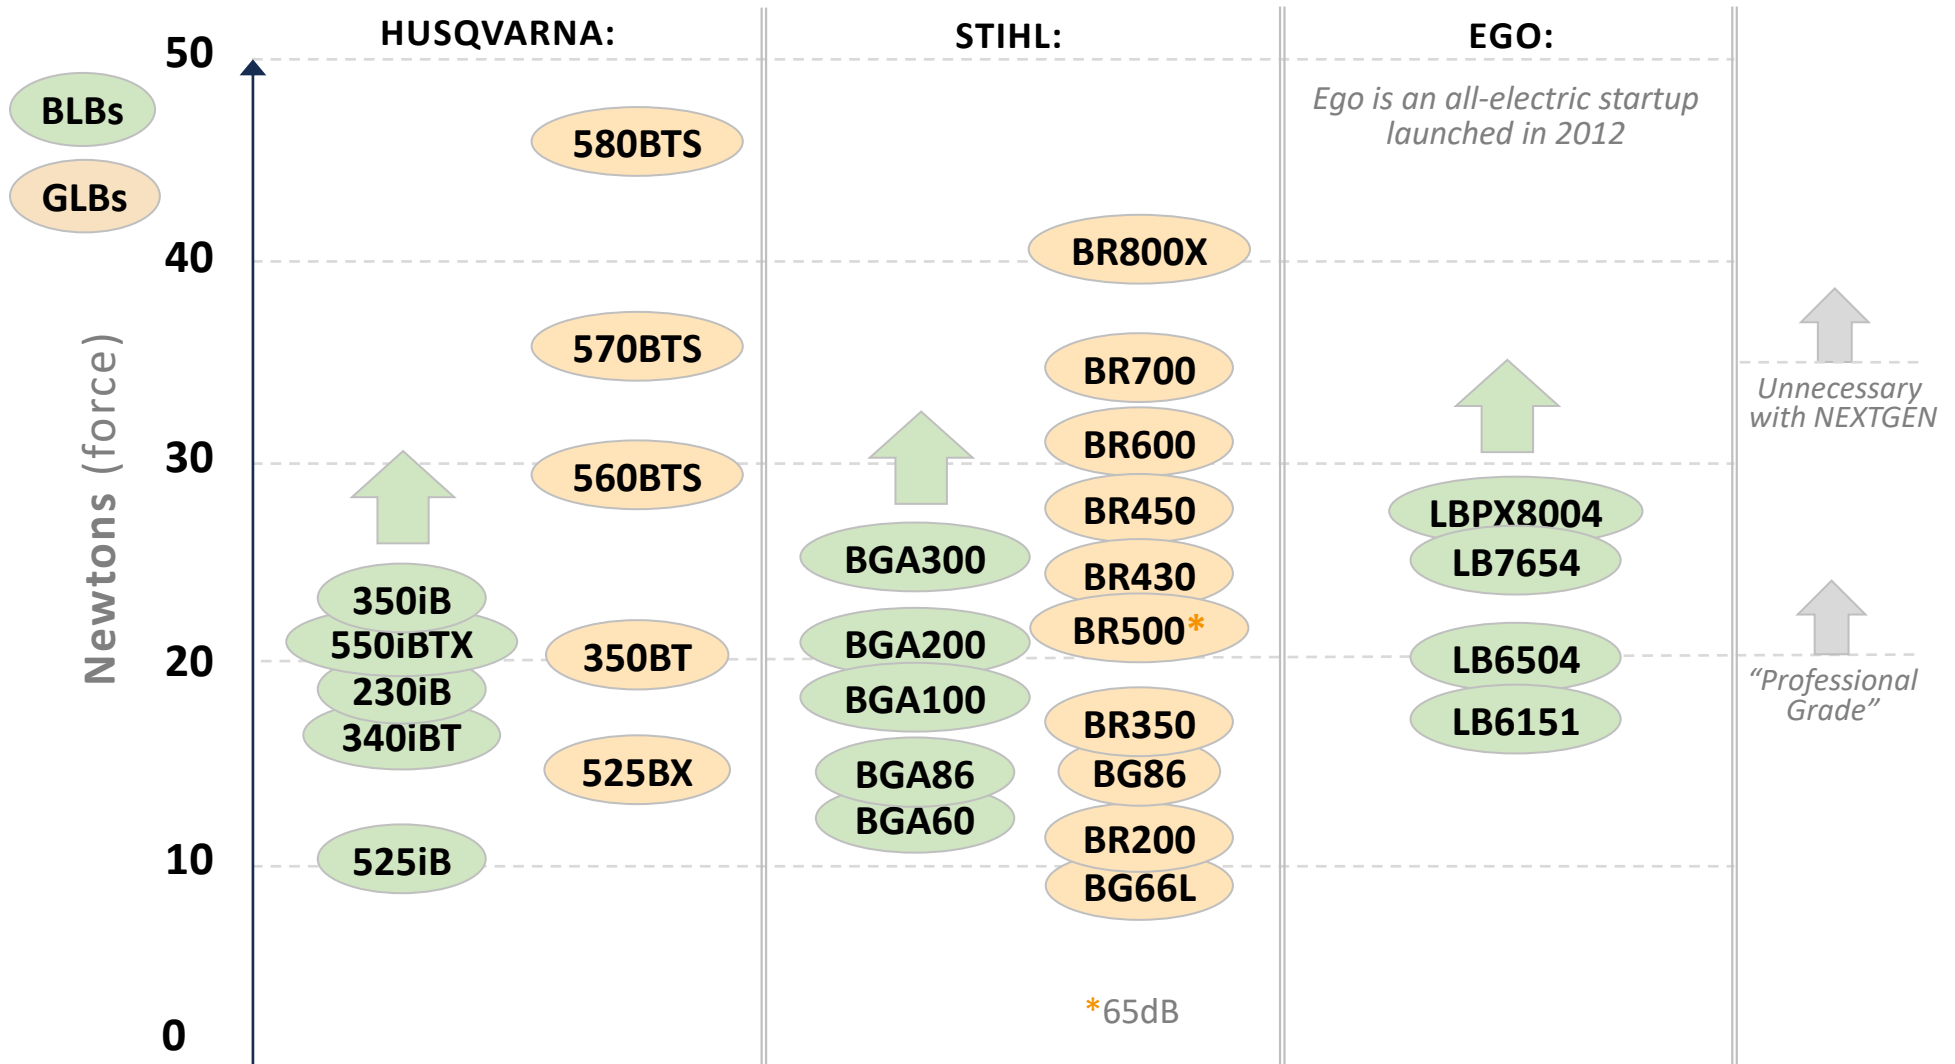 HUSQVARNA:
STIHL:
EGO:
50
40
30
20
10
0
Newtons (force)
BLBs
GLBs
580BTS
570BTS
560BTS
350BT
525BX
350iB
550iBTX
230iB
340iBT
525iB
BGA300
BGA200
BGA100
BGA86
BGA60
BR800X
BR700
BR600
BR450
BR430
BR500*
BR350
BG86
BR200
BG66L
*65dB
Ego is an all-electric startup
launched in 2012
LBPX8004
LB7654
LB6504
LB6151
Unnecessary
with NEXTGEN
“Professional
Grade”